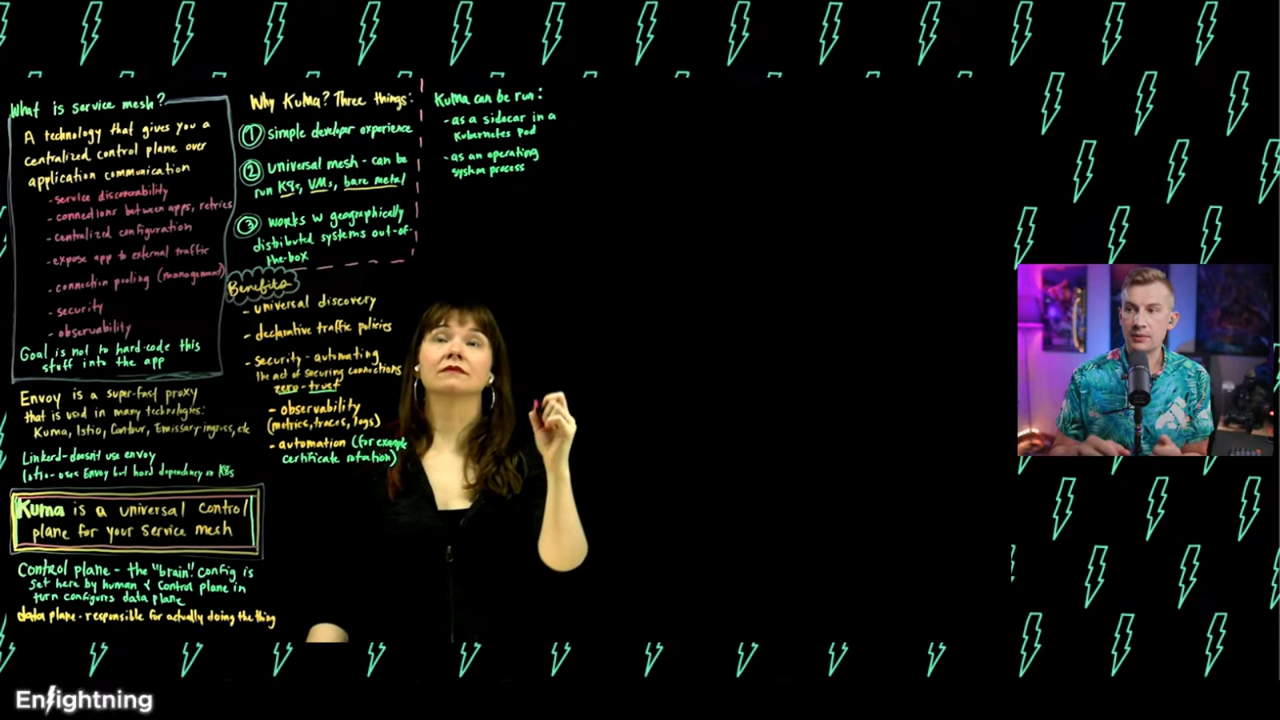 What is service mesh?
A technology that gives you a
centralized control plane over
application communication
- service discoverability
- connections between apps, retries
- centralized configuration
- expose app to external traffic
- connection pooling (management)
- security
- observability
Goal is not to hard-code this
stuff into the app
Envoy is a super-fast proxy
that is used in many technologies:
Kuma, Istio, Contour, Emissary-ingress, etc
Linkerd - doesn't use envoy
Istio - uses Envoy but hard dependency on K8s
Kuma is a universal control
plane for your service mesh
Control plane - the "brain". config is
set here by human & control plane in
turn configures data plane
data plane - responsible for actually doing the thing
Why Kuma? Three things:
1 simple developer experience
2 universal mesh - can be
run K8s, VMs, bare metal
3 works w geographically
distributed systems out-of-
the-box
Benefits
- universal discovery
- declarative traffic policies
- security - automating
the act of securing connections
zero-trust
- observability
(metrics, traces, logs)
- automation (for example
certificate rotation)
Kuma can be run:
- as a sidecar in a
Kubernetes pod
- as an operating
system process
Enlightning